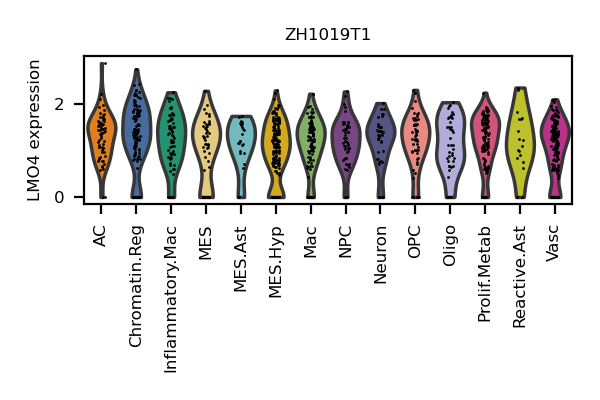 ZH1019T1
LMO4 expression
2
0
AC
Chromatin.Reg
Inflammatory.Mac
MES
MES.Ast
MES.Hyp
Mac
NPC
Neuron
OPC
Oligo
Prolif.Metab
Reactive.Ast
Vasc